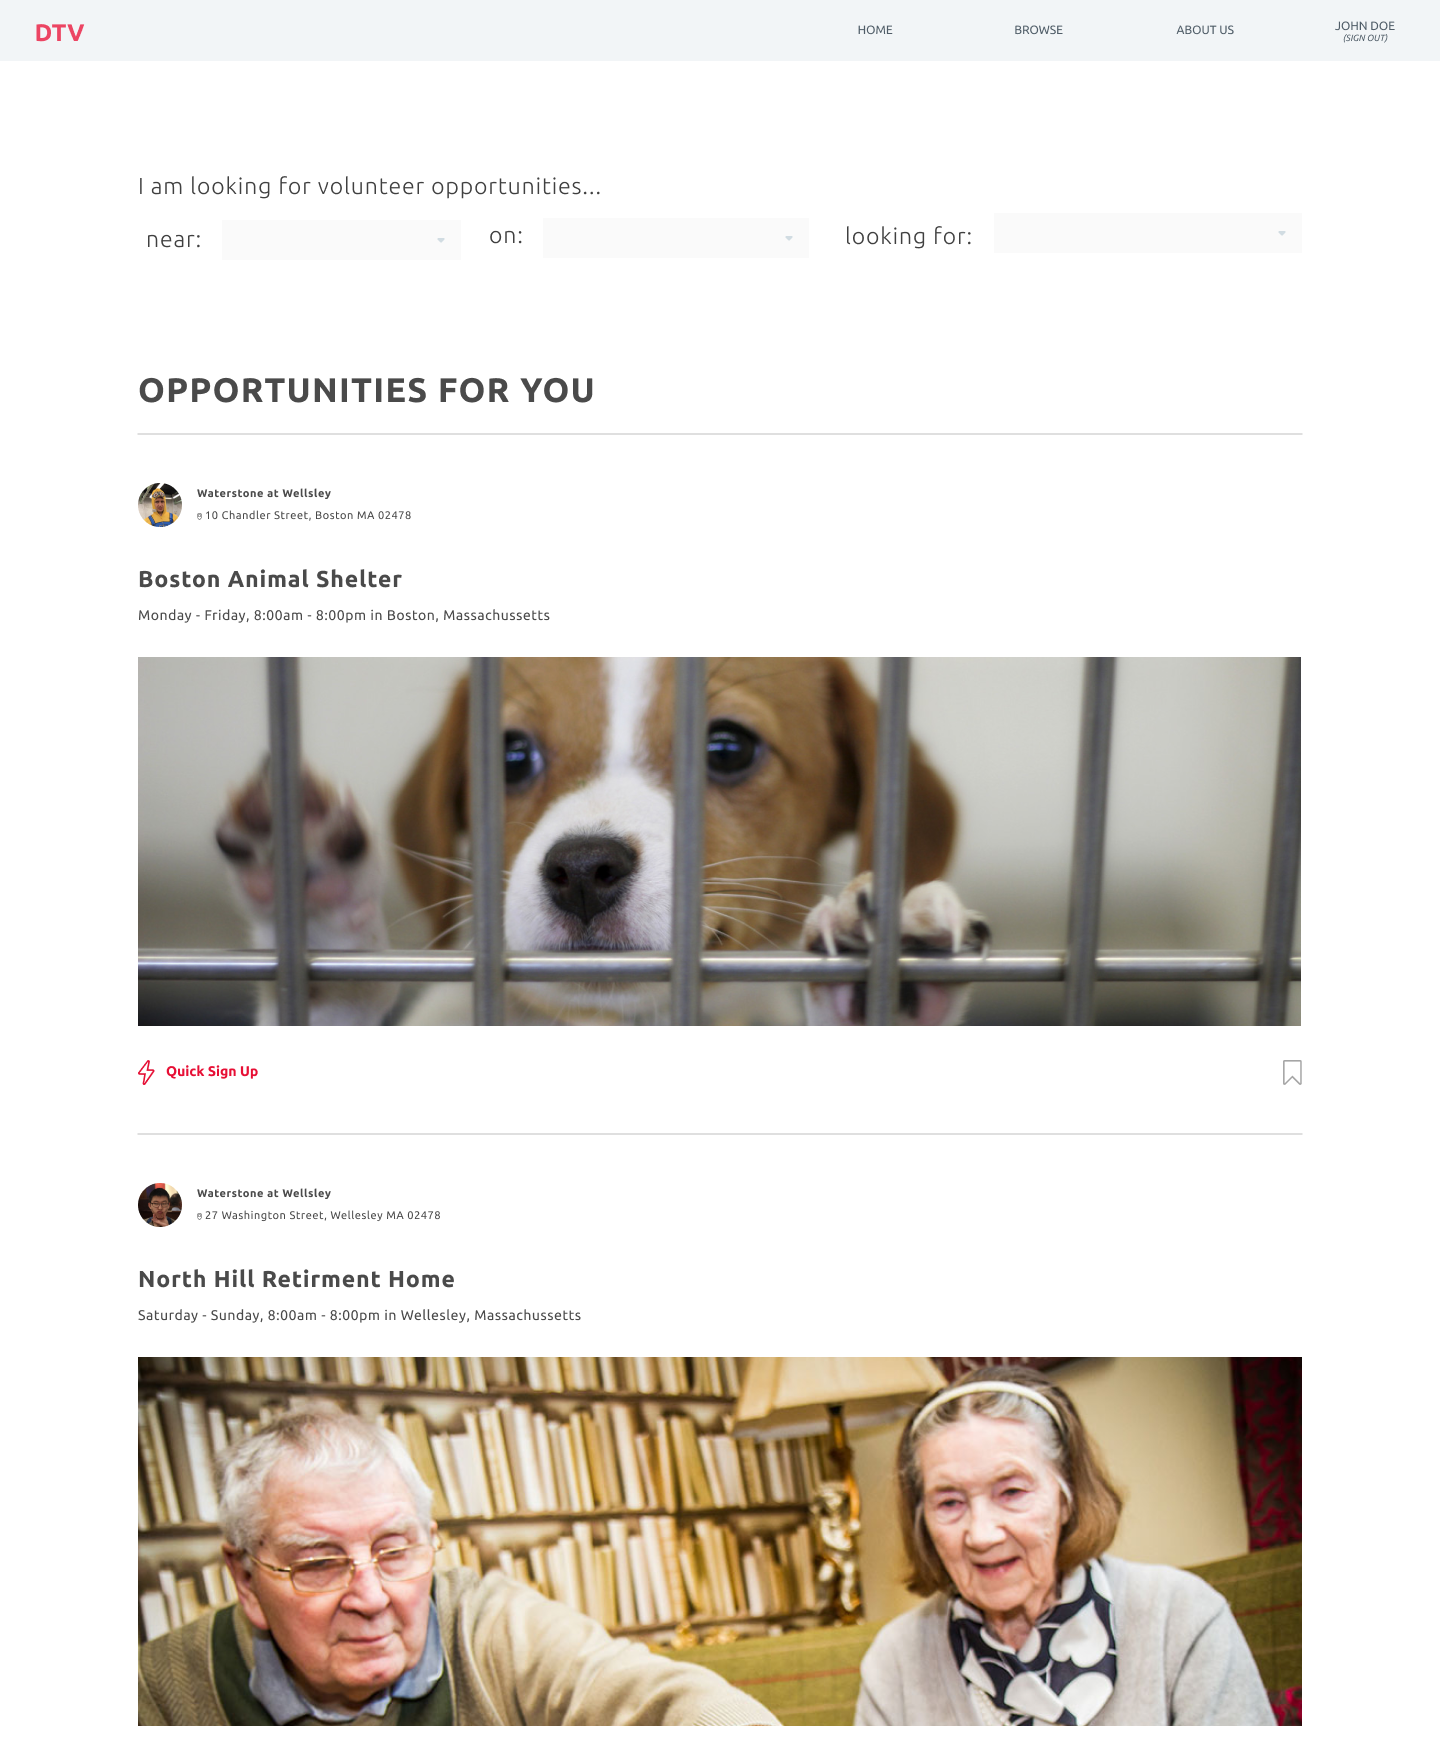 DTV
HOME
BROWSE
ABOUT US
JOHN DOE
(SIGN OUT)
I am looking for volunteer opportunities...
near:
on:
looking for:
OPPORTUNITIES FOR YOU
Waterstone at Wellsley
10 Chandler Street, Boston MA 02478
Boston Animal Shelter
Monday - Friday, 8:00am - 8:00pm in Boston, Massachussetts
Quick Sign Up
Waterstone at Wellsley
27 Washington Street, Wellesley MA 02478
North Hill Retirment Home
Saturday - Sunday, 8:00am - 8:00pm in Wellesley, Massachussetts